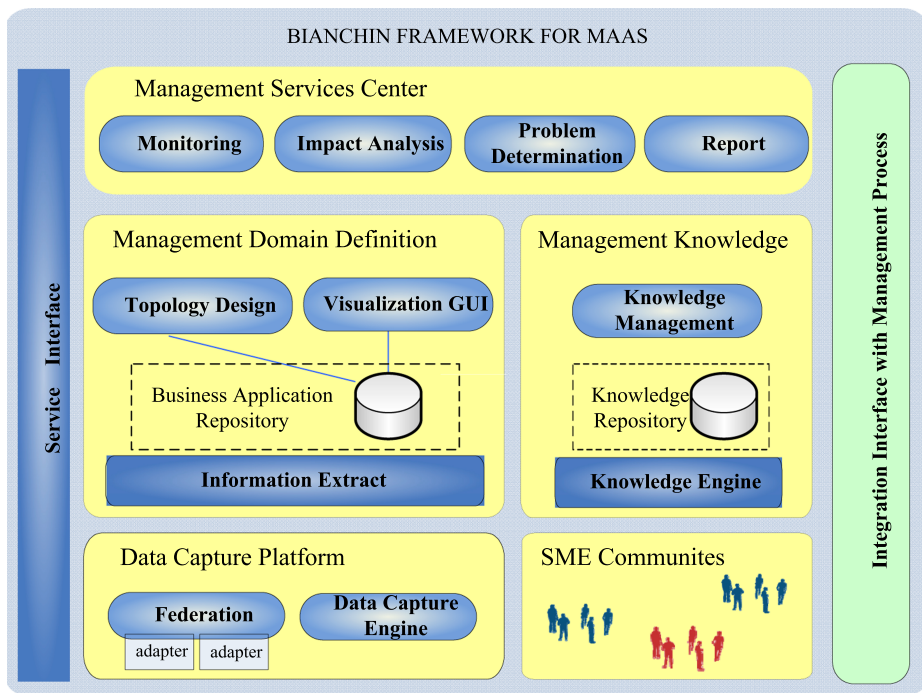 BIANCHIN FRAMEWORK FOR MAAS
Service Interface
Management Services Center
Monitoring
Impact Analysis
Problem
Determination
Report
Management Domain Definition
Topology Design
Visualization GUI
Business Application
Repository
Information Extract
Management Knowledge
Knowledge
Management
Knowledge
Repository
Knowledge Engine
Data Capture Platform
Federation
adapter
adapter
Data Capture
Engine
SME Communites
Integration Interface with Management Process